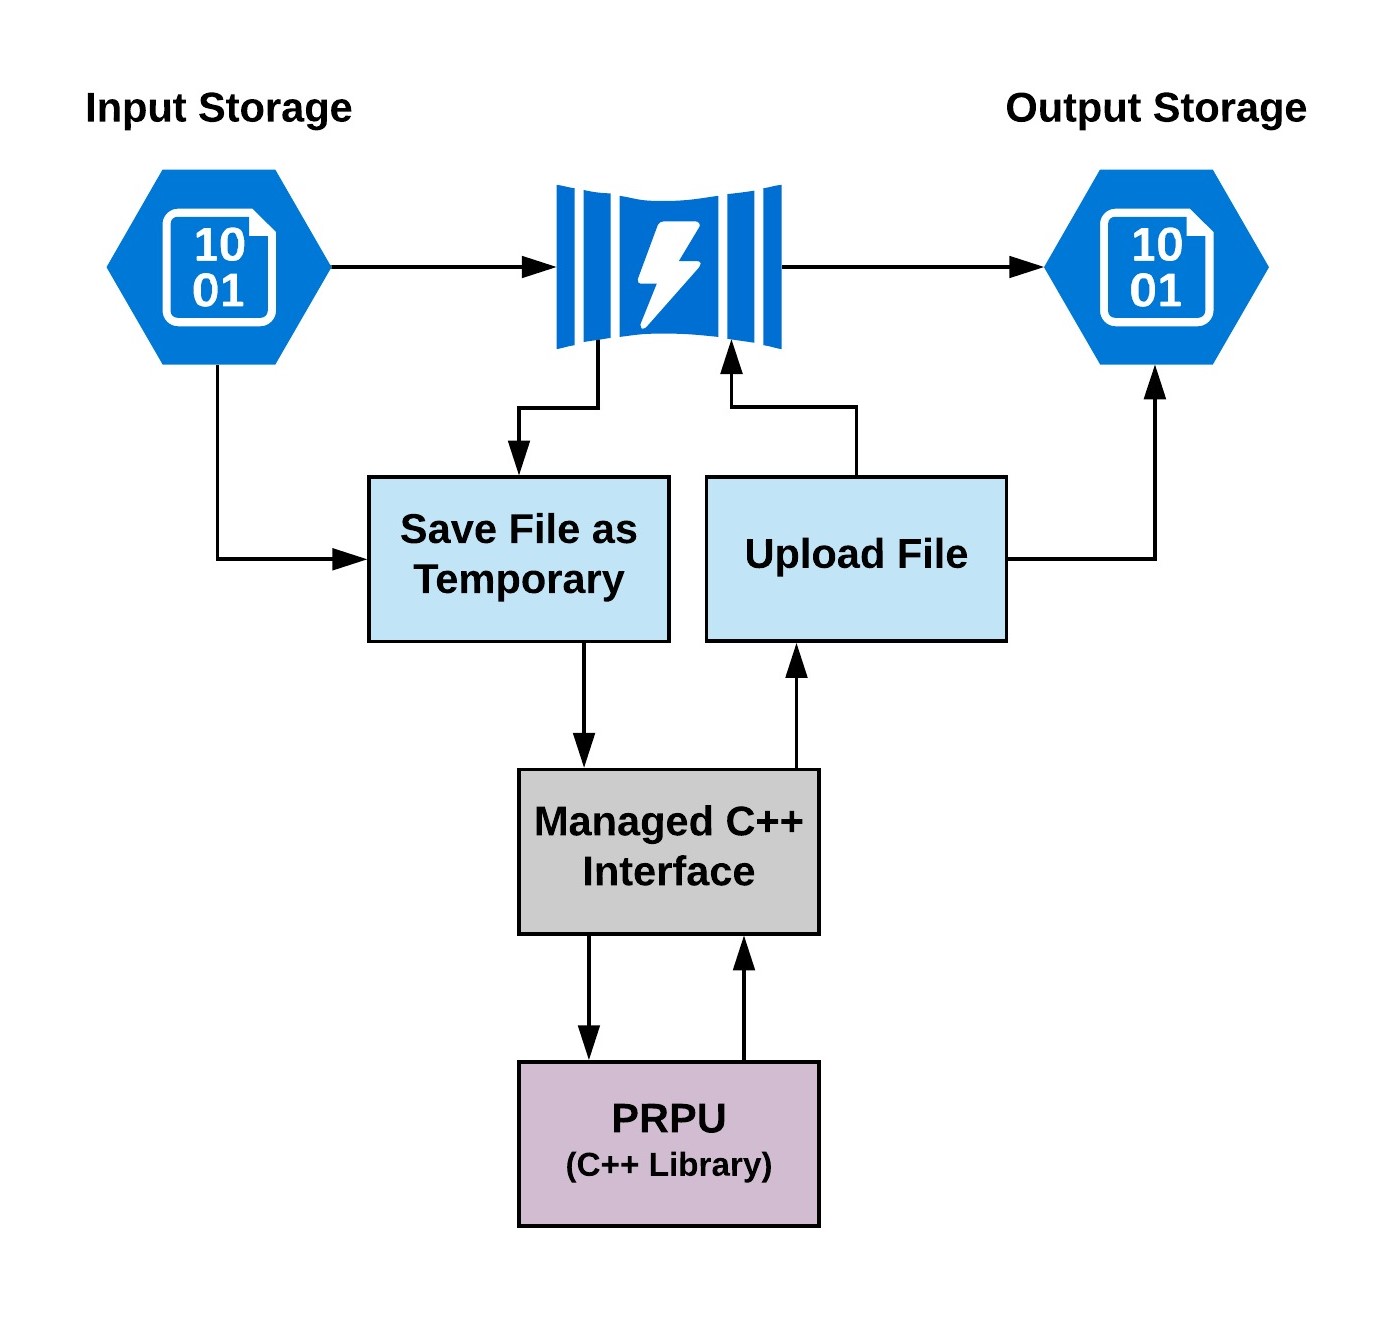 Input Storage
Output Storage
10
01
10
01
Save File as
Temporary
Upload File
Managed C++
Interface
PRPU
(C++ Library)